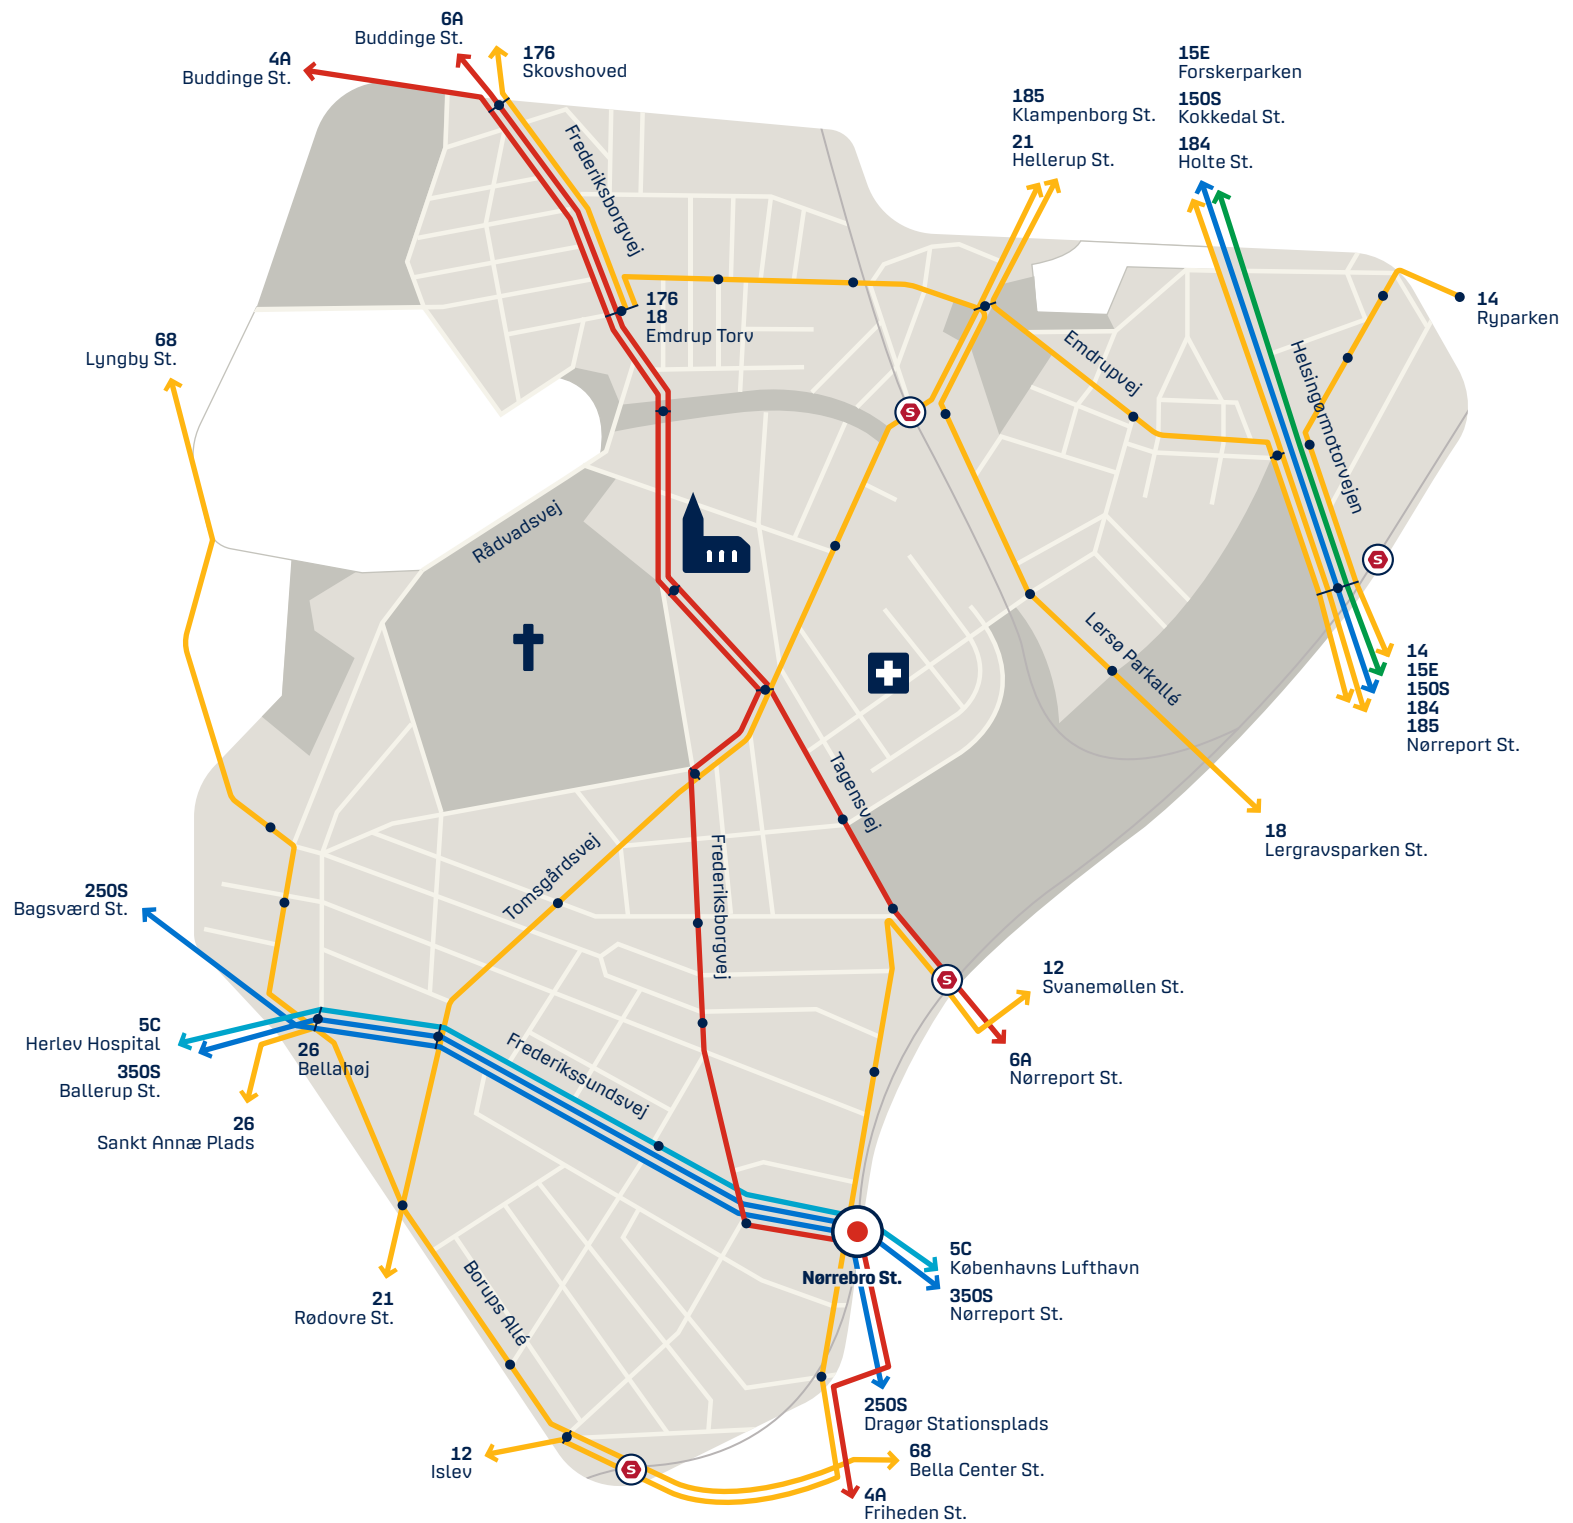 6A
Buddinge St.
4A
Buddinge St.
176
Skovshoved
15E
Forskerparken
150S
Kokkedal St.
184
Holte St.
185
Klampenborg St.
21
Hellerup St.
Frederiksborgvej
176
18
Emdrup Torv
14
Ryparken
68
Lyngby St.
Emdrupvej
Helsingørmotorvejen
S
Rådvadsvej
S
Lersø Parkallé
14
15E
150S
184
185
Nørreport St.
Tagensvej
18
Lergravsparken St.
Tomsgårdsvej
Frederiksborgvej
250S
Bagsværd St.
S
12
Svanemøllen St.
5C
Herlev Hospital
350S
Ballerup St.
26
Bellahøj
Frederikssundsvej
6A
Nørreport St.
26
Sankt Annæ Plads
5C
Københavns Lufthavn
Nørrebro St.
350S
Nørreport St.
21
Rødovre St.
Borups Allé
250S
Dragør Stationsplads
12
Islev
S
68
Bella Center St.
4A
Friheden St.